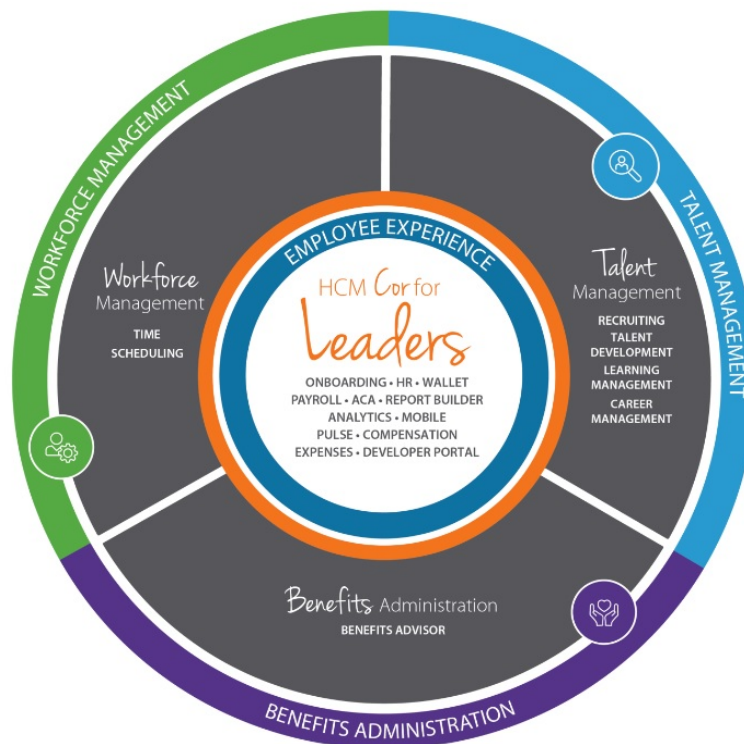 WORKFORCE MANAGEMENT
TALENT MANAGEMENT
EMPLOYEE EXPERIENCE
HCM Cor for
Leaders
ONBOARDING • HR • WALLET
PAYROLL • ACA • REPORT BUILDER
ANALYTICS • MOBILE
PULSE • COMPENSATION
EXPENSES • DEVELOPER PORTAL
Workforce
Management
TIME
SCHEDULING
Talent
Management
RECRUITING
TALENT
DEVELOPMENT
LEARNING
MANAGEMENT
CAREER
MANAGEMENT
Benefits Administration
BENEFITS ADVISOR
BENEFITS ADMINISTRATION